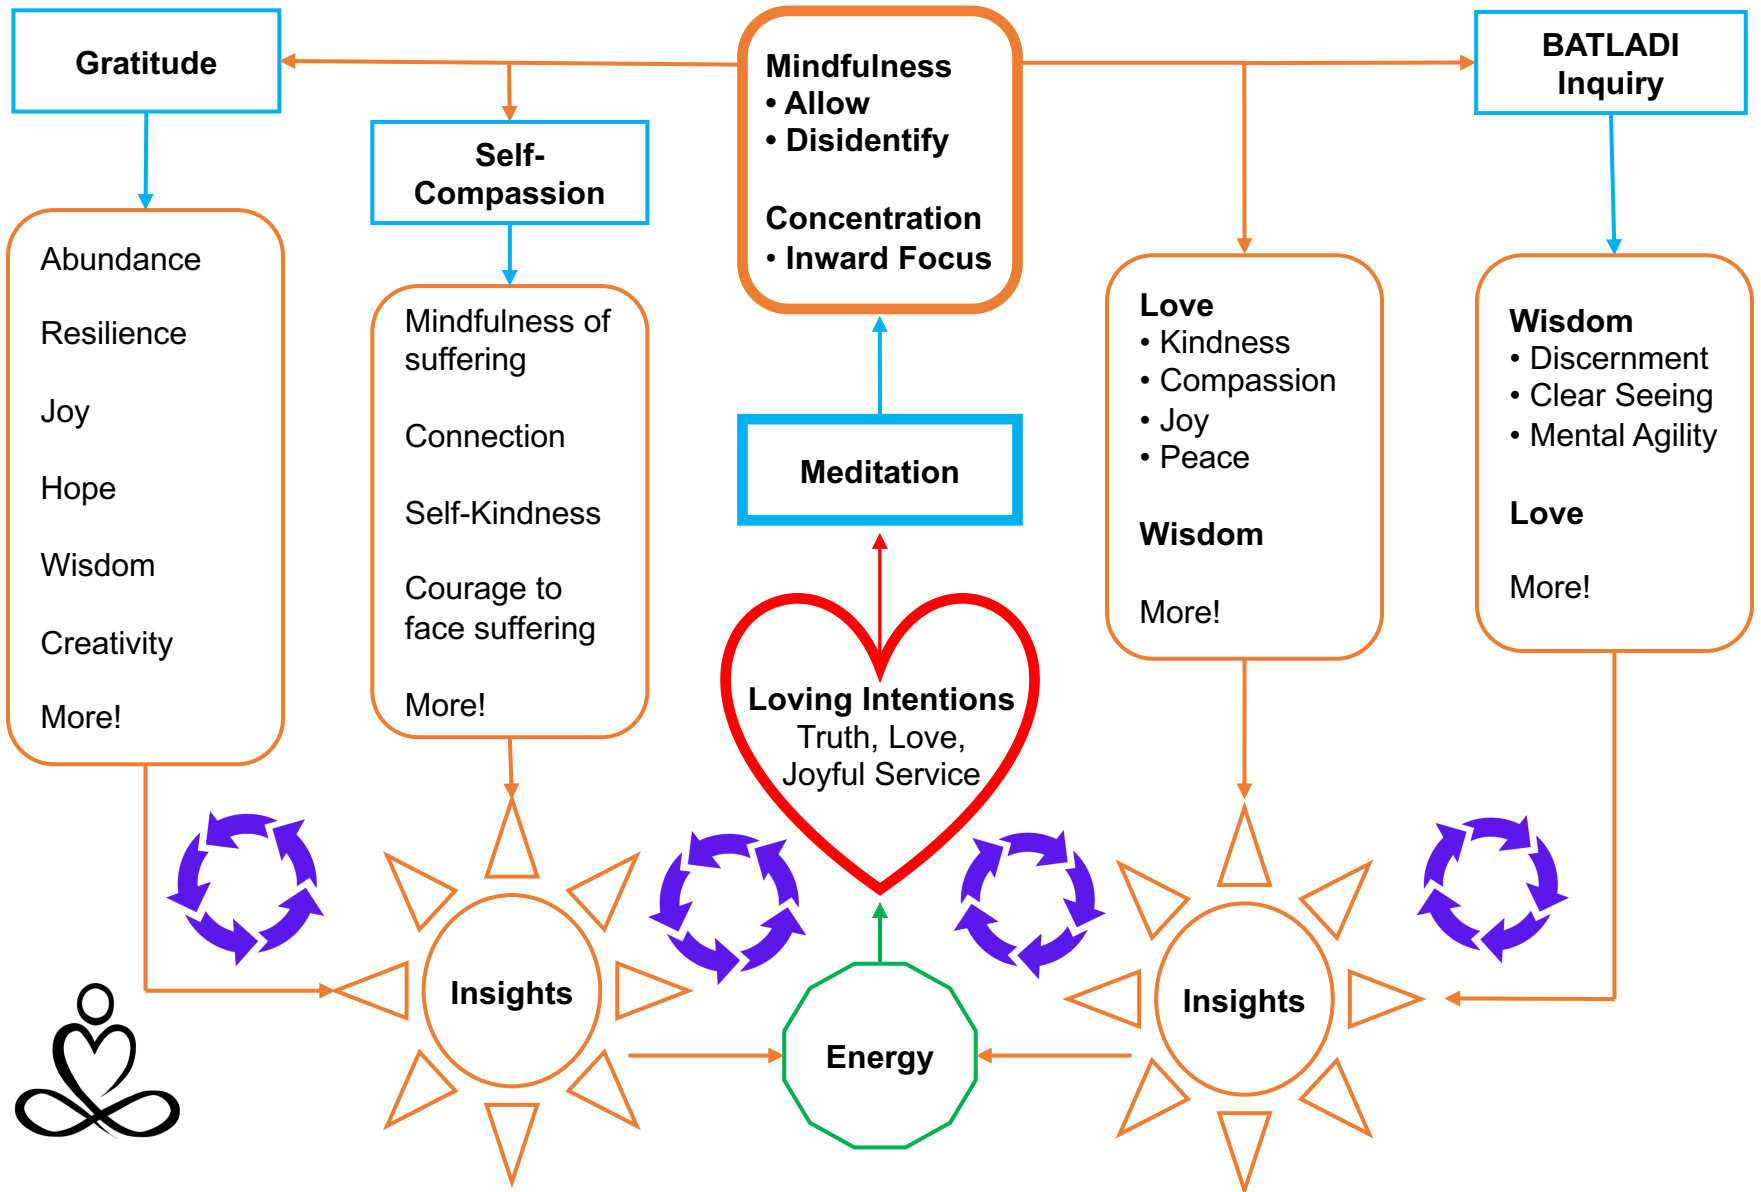 Gratitude
Self-
Compassion
Mindfulness
• Allow
• Disidentify
Concentration
• Inward Focus
BATLADI
Inquiry
Abundance
Resilience
Joy
Hope
Wisdom
Creativity
More!
Mindfulness of
suffering
Connection
Self-Kindness
Courage to
face suffering
More!
Meditation
Loving Intentions
Truth, Love,
Joyful Service
Love
• Kindness
• Compassion
• Joy
• Peace
Wisdom
More!
Wisdom
• Discernment
• Clear Seeing
• Mental Agility
Love
More!
Insights
Energy
Insights